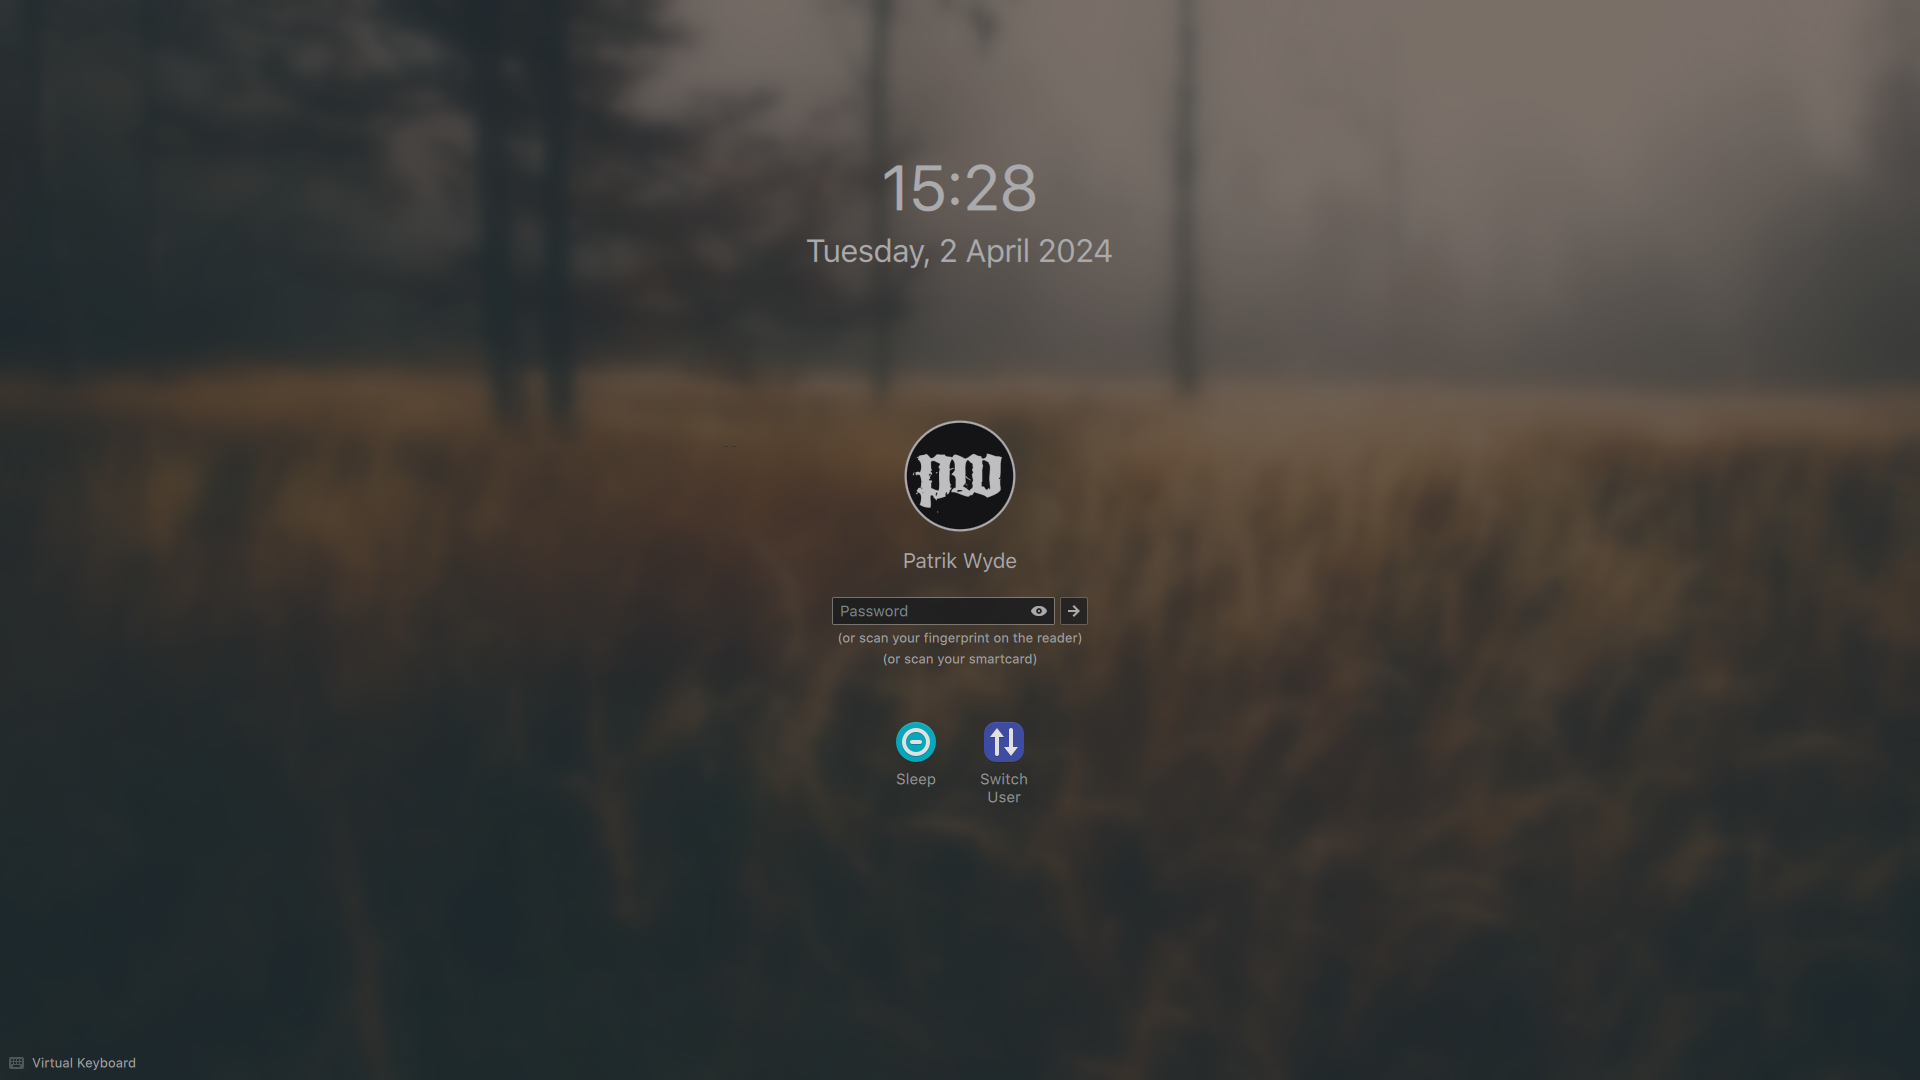 15:28
Tuesday, 2 April 2024
pw
Patrik Wyde
Password
(or scan your fingerprint on the reader)
(or scan your smartcard)
Sleep
Switch
User
Virtual Keyboard